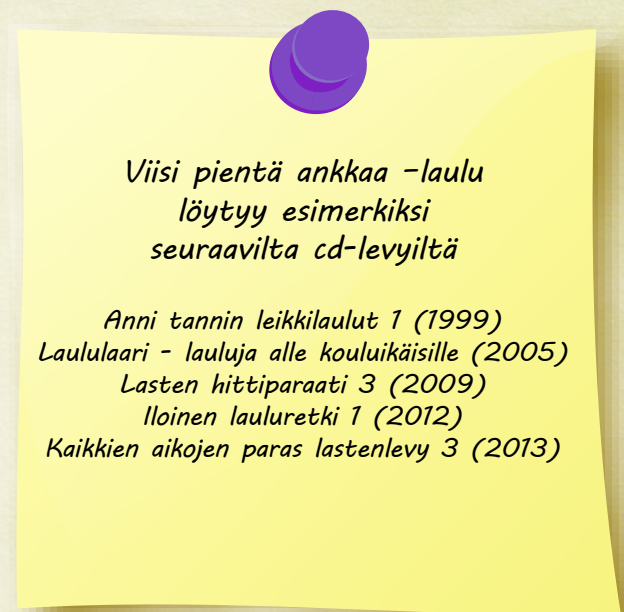 Viisi pientä ankkaa –laulu
löytyy esimerkiksi
seuraavilta cd-levyiltä
Anni tannin leikkilaulut 1 (1999)
Laululaari - lauluja alle kouluikäisille (2005)
Lasten hittiparaati 3 (2009)
Iloinen lauluretki 1 (2012)
Kaikkien aikojen paras lastenlevy 3 (2013)